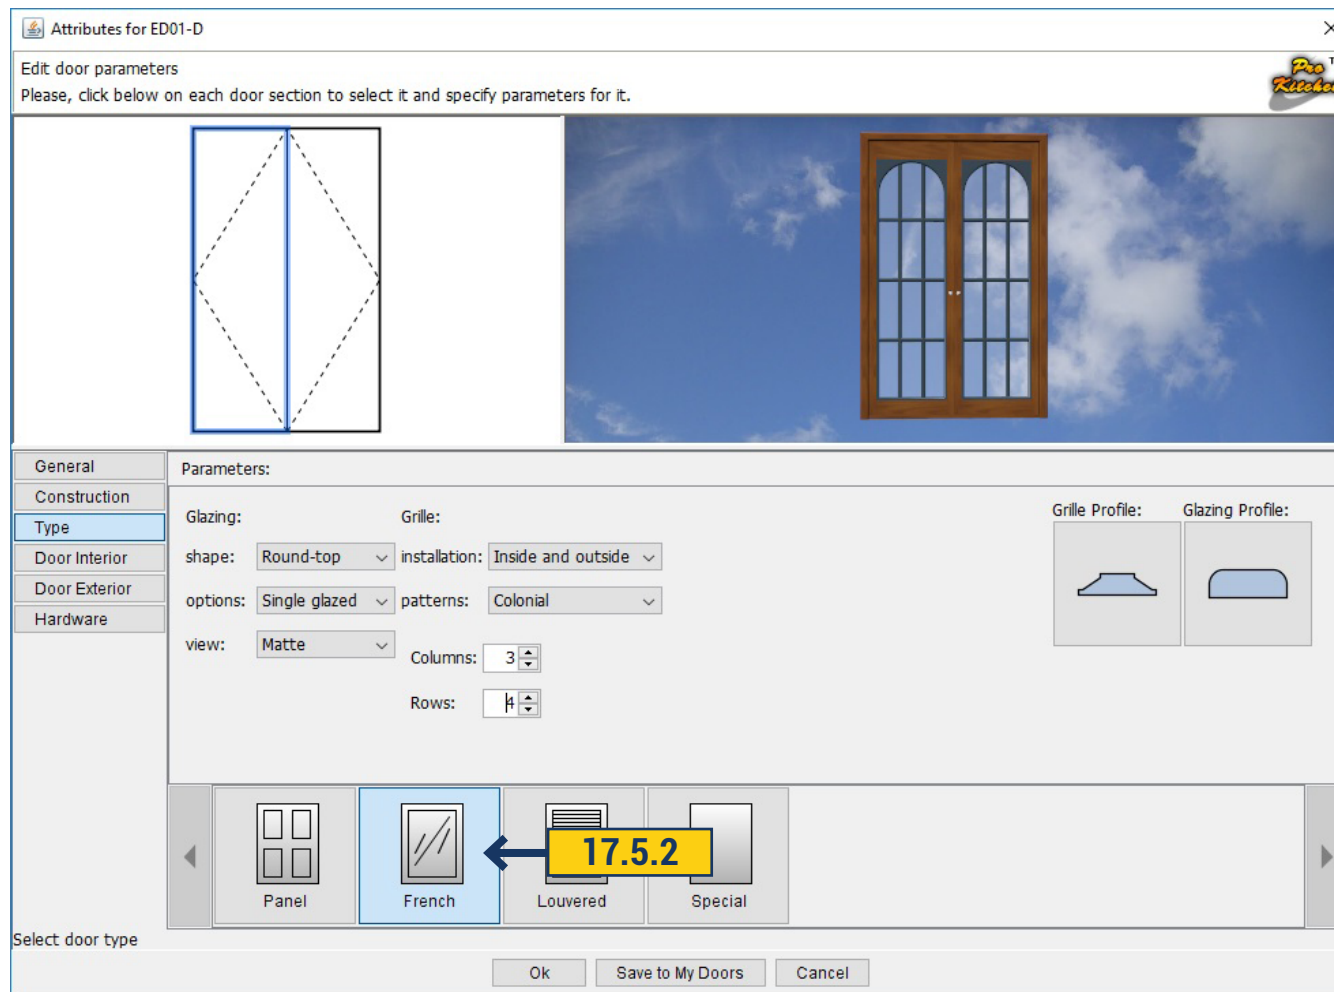 Attributes for ED01-D
Edit door parameters
Please, click below on each door section to select it and specify parameters for it.
Pro
Kitchen
General
Construction
Type
Door Interior
Door Exterior
Hardware
Parameters:
Glazing: Grille: Grille Profile: Glazing Profile:
shape: Round-top installation: Inside and outside
options: Single glazed patterns: Colonial
view: Matte
Columns: 3
Rows: 4
17.5.2
Panel French Louvered Special
Select door type
Ok Save to My Doors Cancel